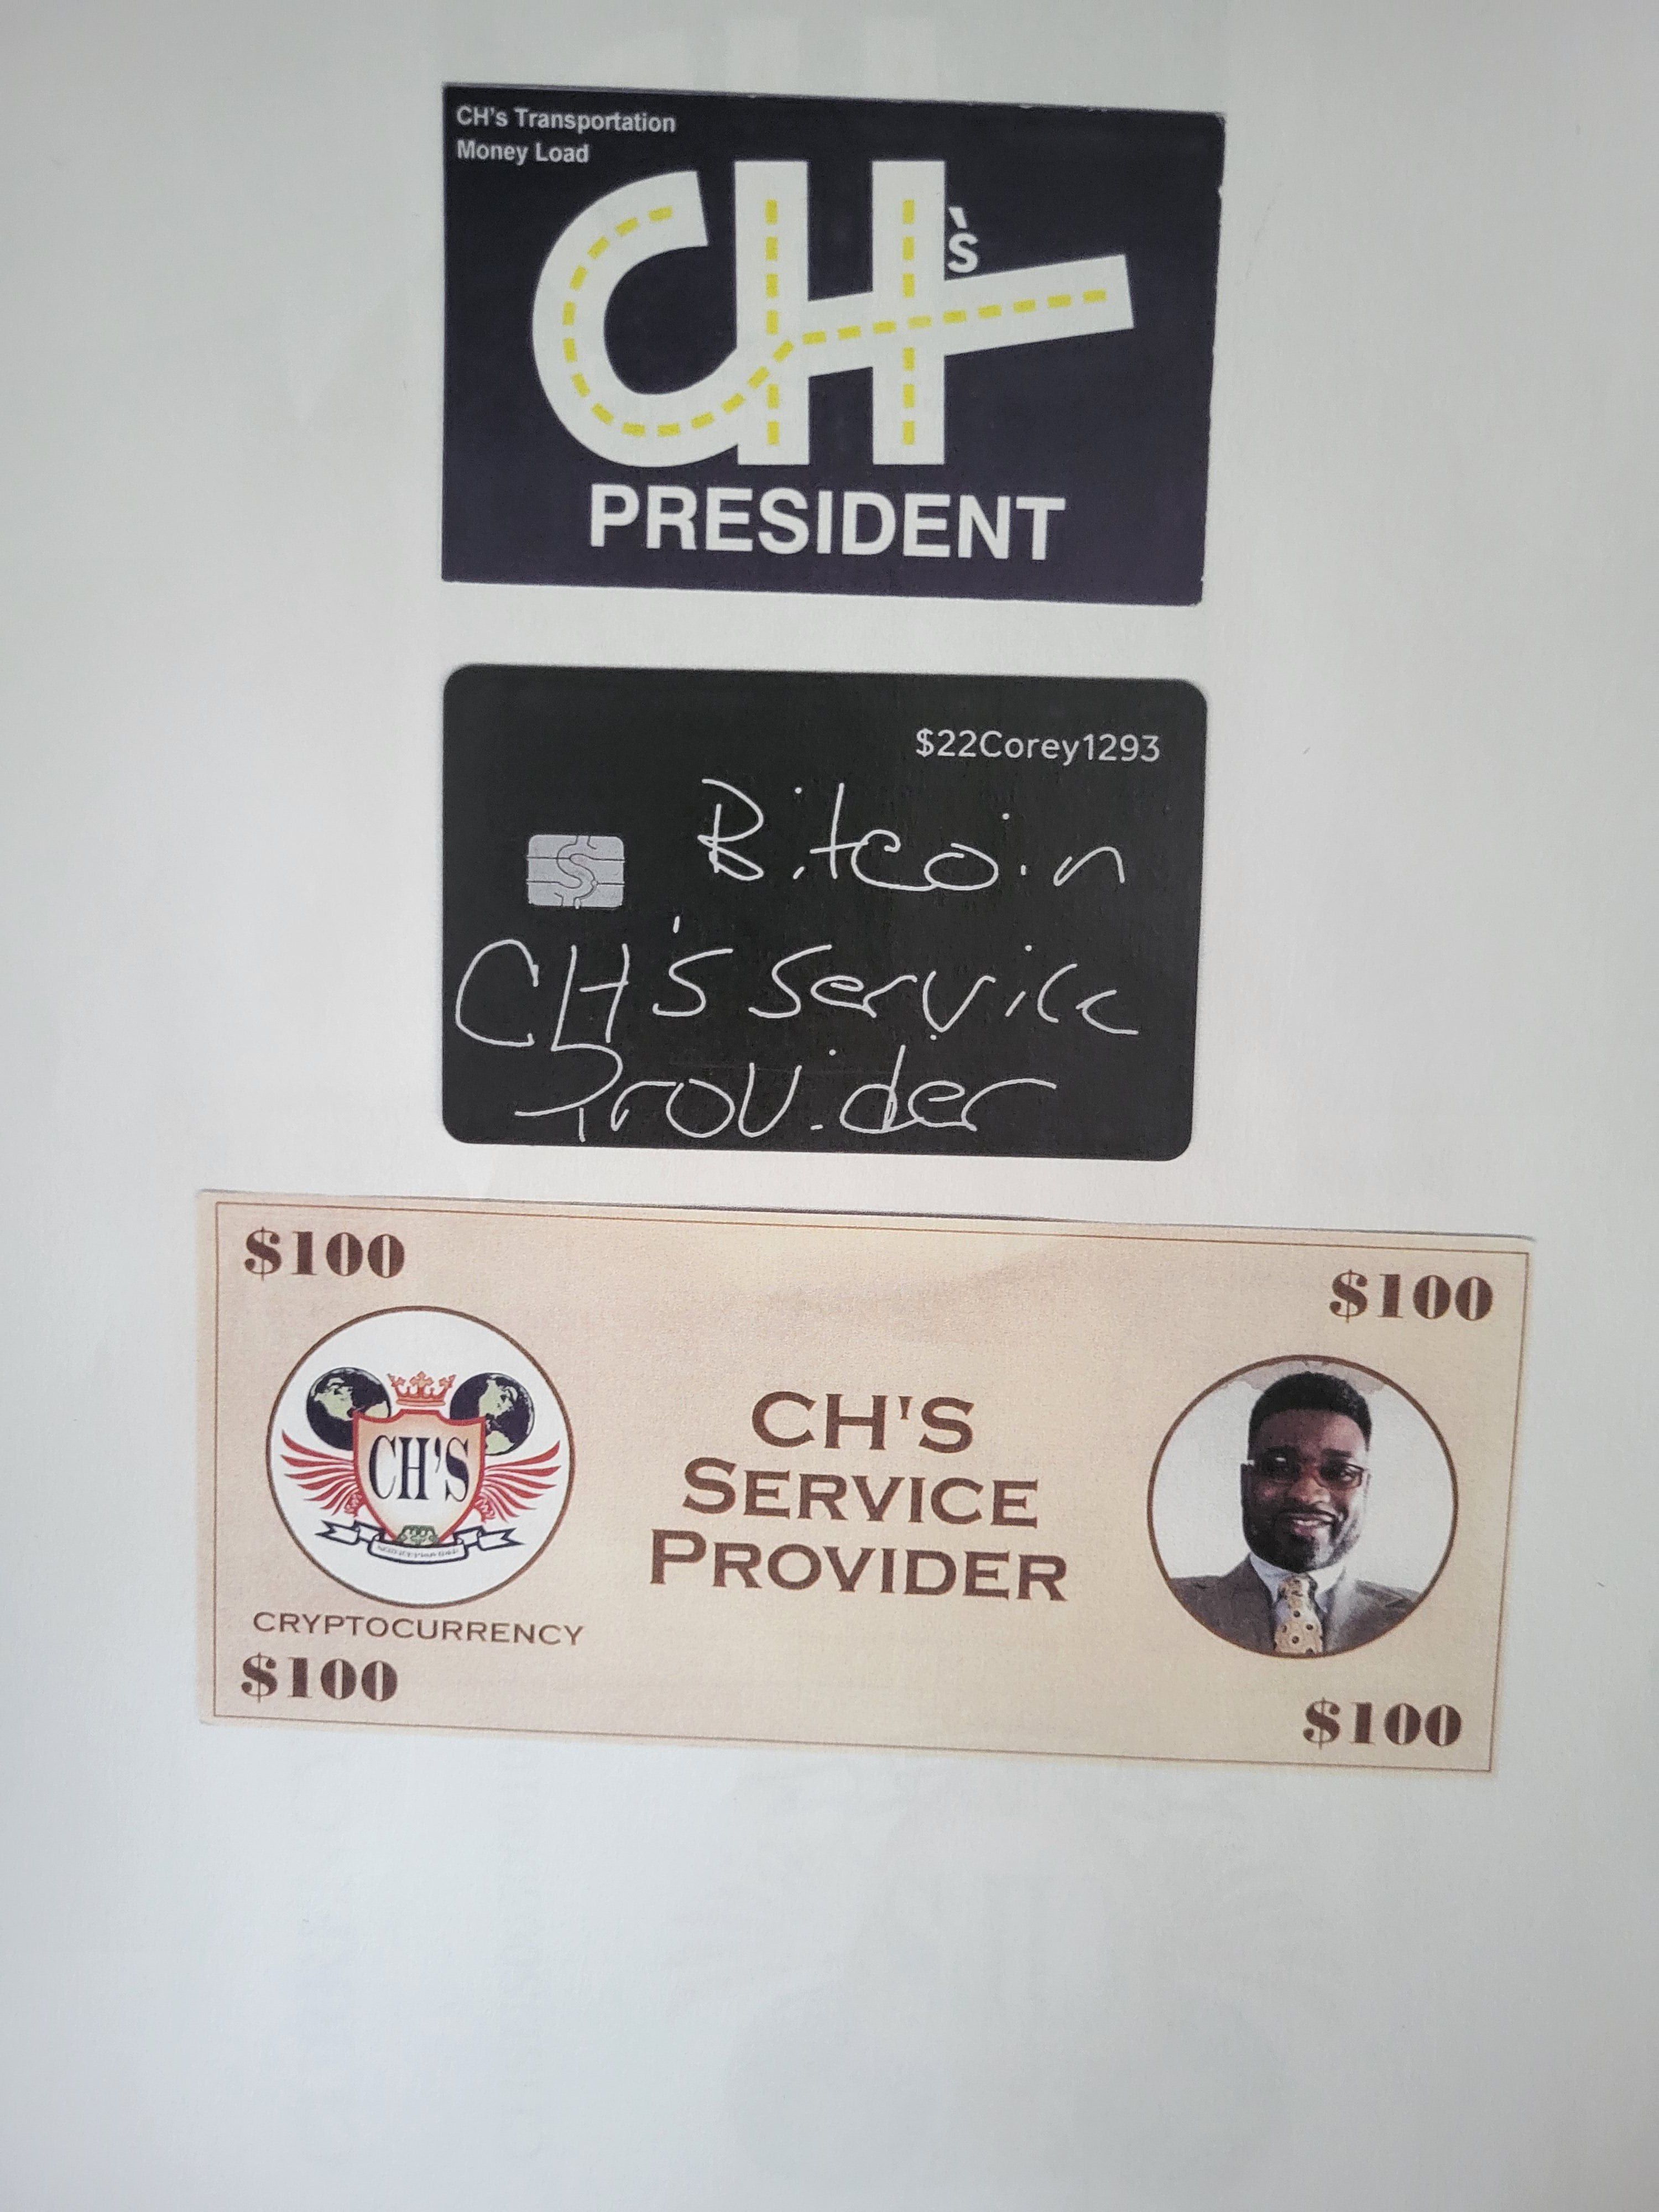 CH's Transportation
Money Load
CH's
PRESIDENT
$22Corey1293
Bitcoin
CH's Service
Provider
$100
$100
CH'S
CH'S
SERVICE
PROVIDER
CRYPTOCURRENCY
$100
$100